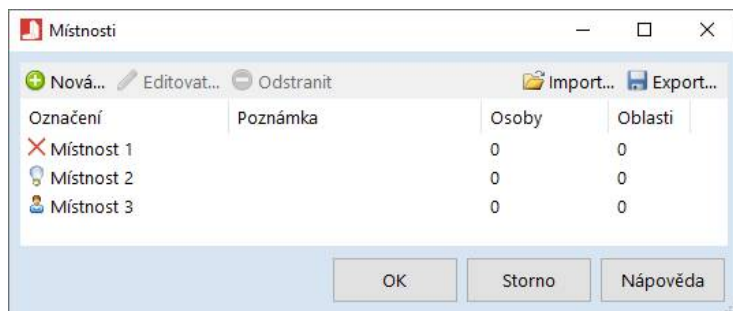 Místnosti
Nová... Editovat... Odstranit Import... Export...
Označení Poznámka Osoby Oblasti
Místnost 1 0 0
Místnost 2 0 0
Místnost 3 0 0
OK Storno Nápověda